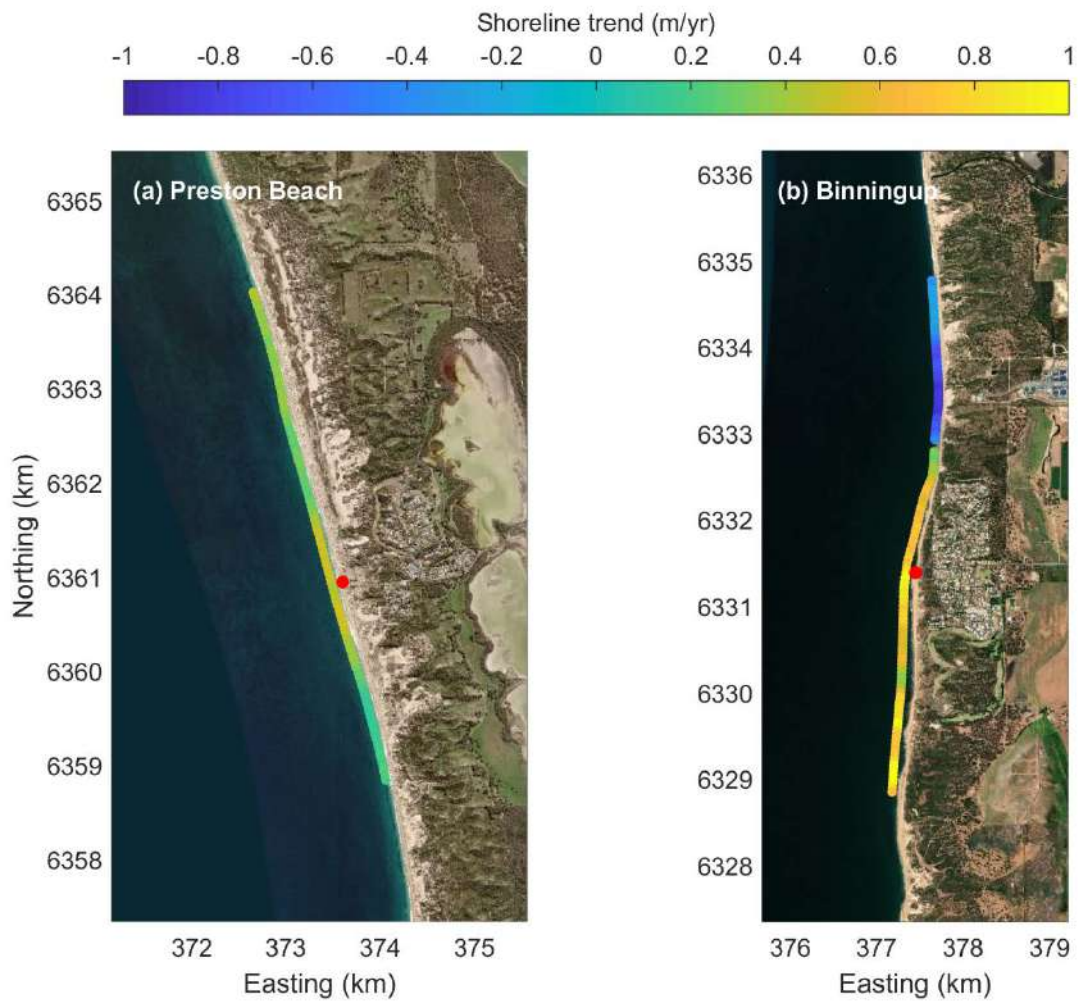 Shoreline trend (m/yr)
-1 -0.8 -0.6 -0.4 -0.2 0 0.2 0.4 0.6 0.8 1
(a) Preston Beach
6365
6364
6363
6362
6361
6360
6359
6358
Northing (km)
372 373 374 375
Easting (km)
(b) Binningup
6336
6335
6334
6333
6332
6331
6330
6329
6328
376 377 378 379
Easting (km)